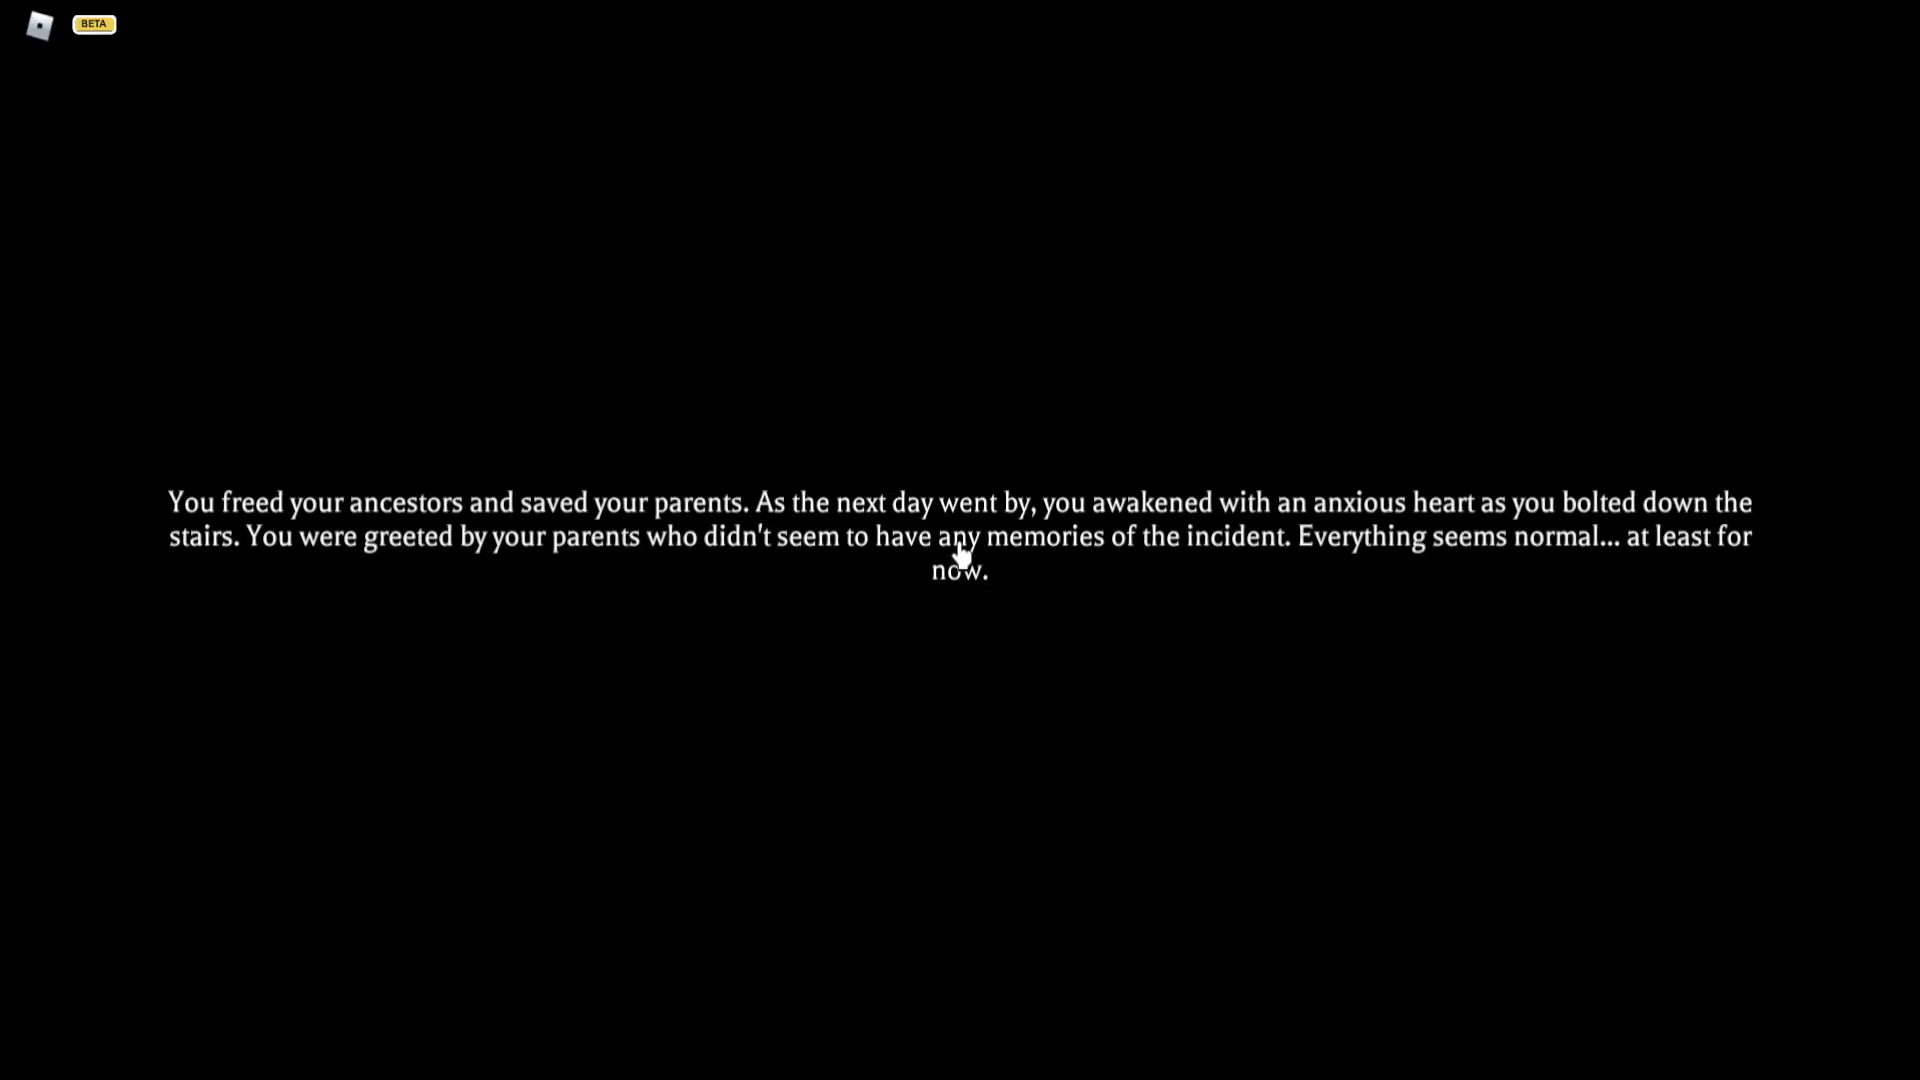 BETA
You freed your ancestors and saved your parents. As the next day went by, you awakened with an anxious heart as you bolted down the
stairs. You were greeted by your parents who didn't seem to have any memories of the incident. Everything seems normal... at least for
now.